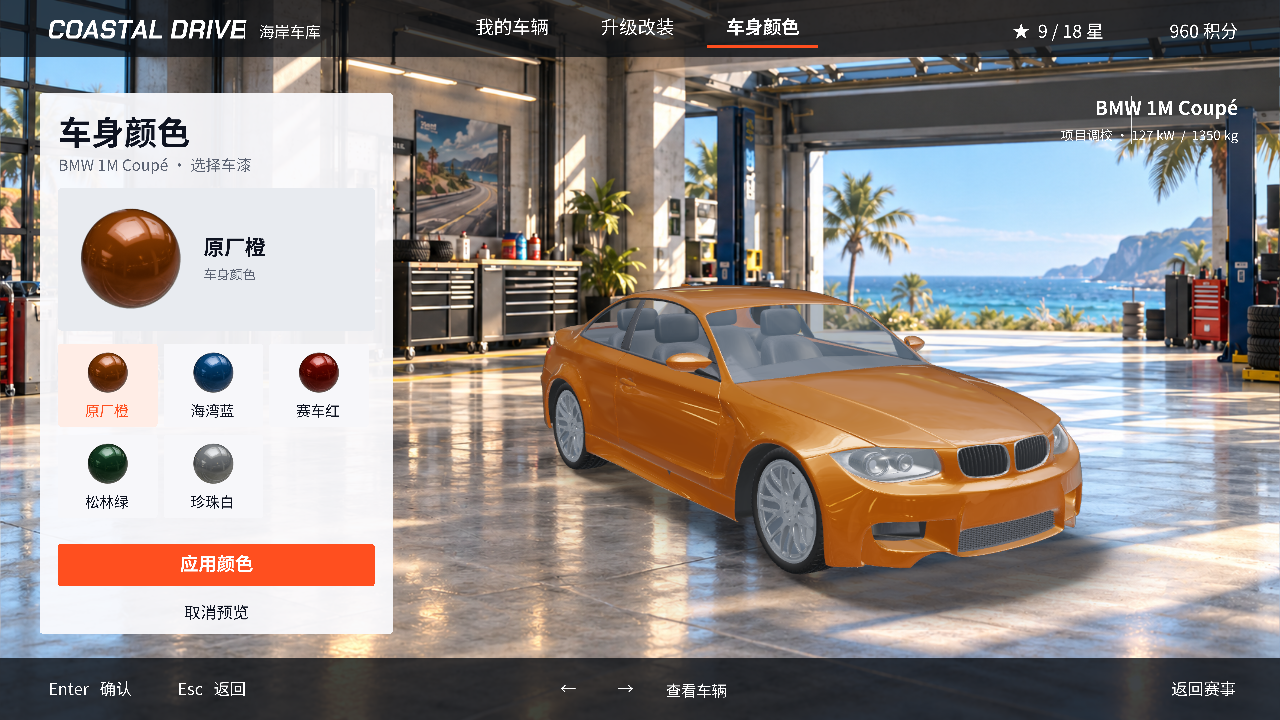 COASTAL DRIVE 海岸车库
我的车辆 升级改装 车身颜色
★ 9 / 18 星 960 积分
BMW 1M Coupé
项目调校 · 127 kW / 1350 kg
车身颜色
BMW 1M Coupé · 选择车漆
原厂橙
车身颜色
原厂橙 海湾蓝 赛车红
松林绿 珍珠白
应用颜色
取消预览
Enter 确认 Esc 返回 ← → 查看车辆 返回赛事